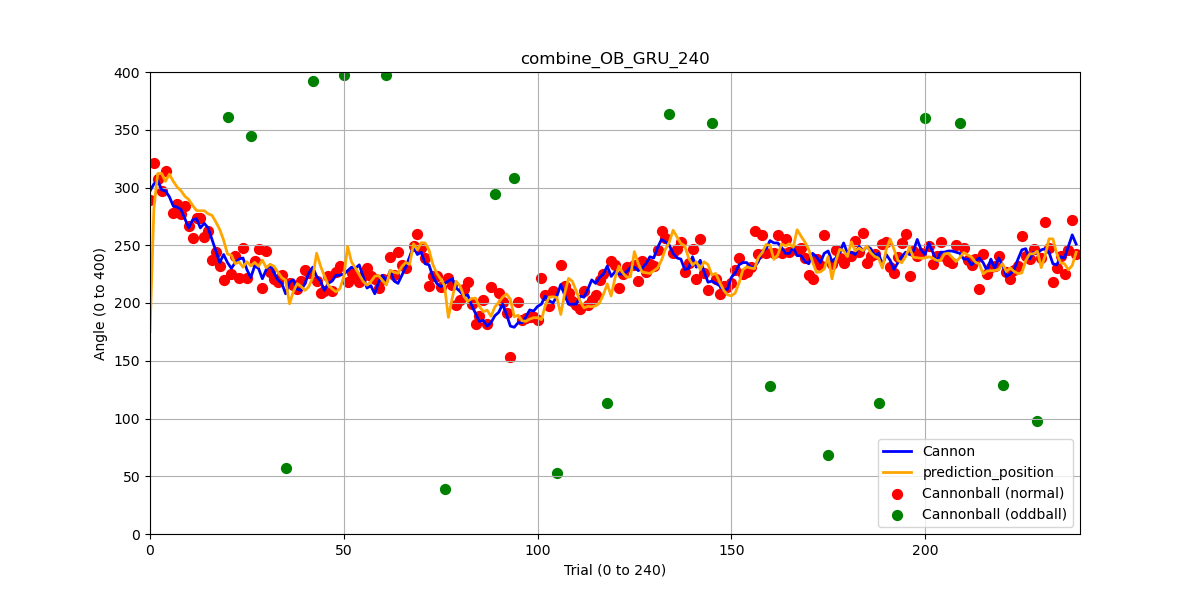 combine_OB_GRU_240
400
350
300
250
200
150
100
50
0
Angle (0 to 400)
0
50
100
150
200
Trial (0 to 240)
Cannon
prediction_position
Cannonball (normal)
Cannonball (oddball)